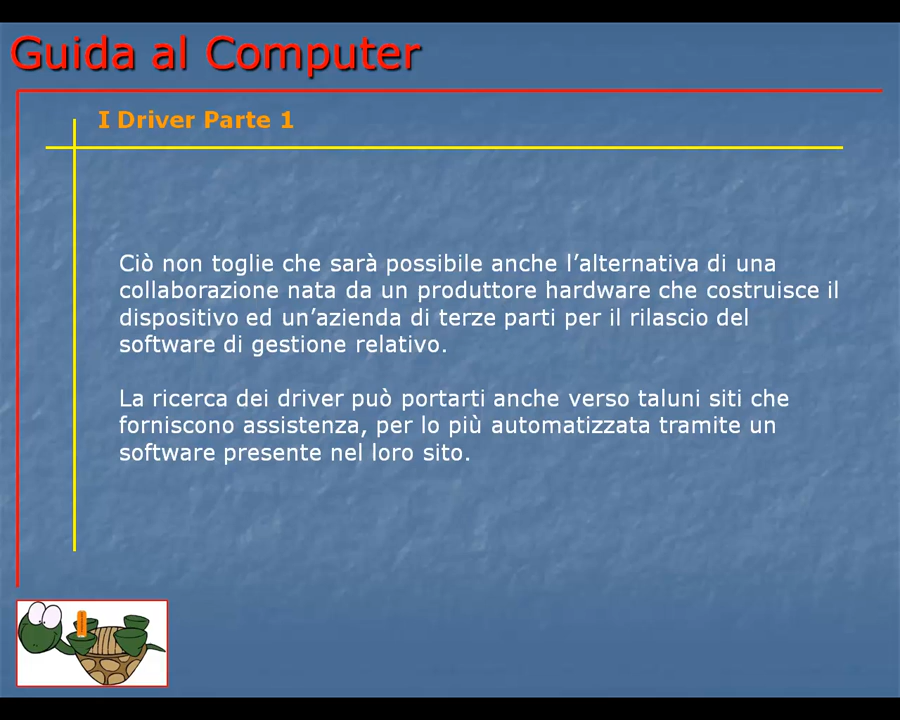 Guida al Computer
I Driver Parte 1
Ciò non toglie che sarà possibile anche l’alternativa di una
collaborazione nata da un produttore hardware che costruisce il
dispositivo ed un’azienda di terze parti per il rilascio del
software di gestione relativo.
La ricerca dei driver può portarti anche verso taluni siti che
forniscono assistenza, per lo più automatizzata tramite un
software presente nel loro sito.